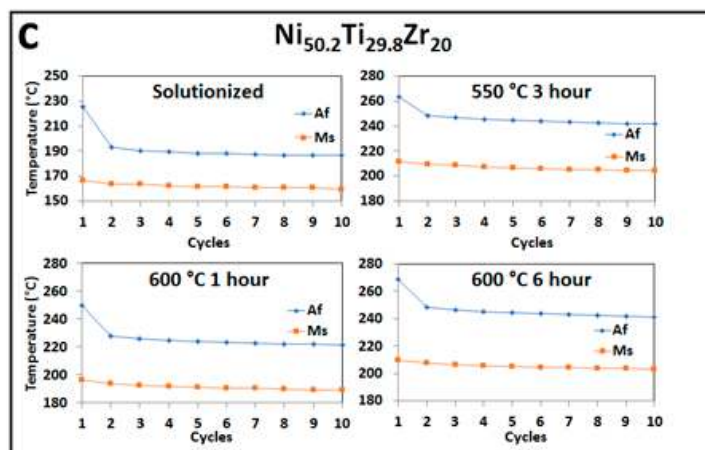 C
Ni50.2Ti29.8Zr20
Solutionized
Temperature (°C)
250
230
210
190
170
150
Af
Ms
1 2 3 4 5 6 7 8 9 10
Cycles
550 °C 3 hour
280
260
240
220
200
180
Af
Ms
1 2 3 4 5 6 7 8 9 10
Cycles
600 °C 1 hour
Temperature (°C)
280
260
240
220
200
180
Af
Ms
1 2 3 4 5 6 7 8 9 10
Cycles
600 °C 6 hour
280
260
240
220
200
180
Af
Ms
1 2 3 4 5 6 7 8 9 10
Cycles